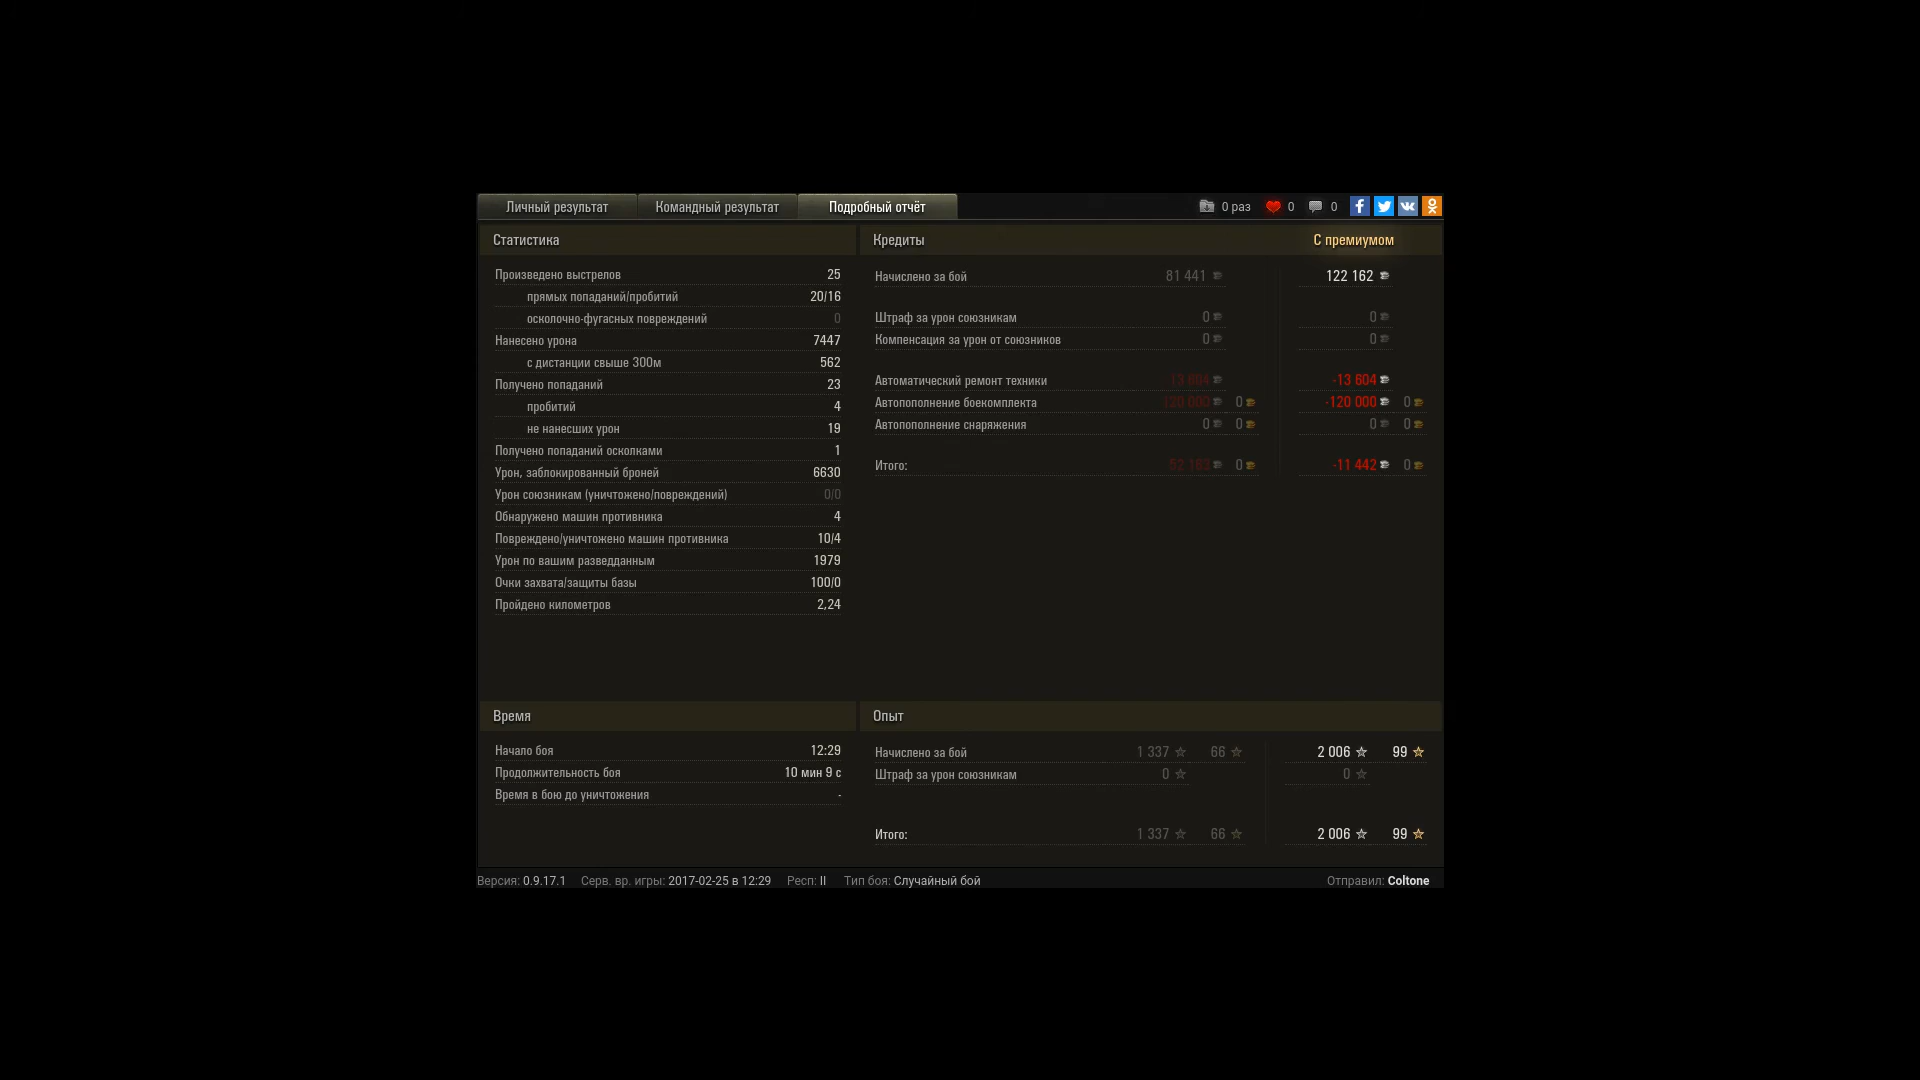 Личный результат Командный результат Подробный отчёт 0 раз 0 0
Статистика
Произведено выстрелов 25
прямых попаданий/пробитий 20/16
осколочно-фугасных повреждений 0
Нанесено урона 7447
с дистанции свыше 300м 562
Получено попаданий 23
пробитий 4
не нанесших урон 19
Получено попаданий осколками 1
Урон, заблокированный броней 6630
Урон союзникам (уничтожено/повреждений) 0/0
Обнаружено машин противника 4
Повреждено/уничтожено машин противника 10/4
Урон по вашим разведданным 1979
Очки захвата/защиты базы 100/0
Пройдено километров 2,24
Кредиты С премиумом
Начислено за бой 81 441 122 162
Штраф за урон союзникам 0 0
Компенсация за урон от союзников 0 0
Автоматический ремонт техники 13 604 -13 604
Автопополнение боекомплекта 120 000 0 -120 000 0
Автопополнение снаряжения 0 0 0 0
Итого: 52 163 0 -11 442 0
Время
Начало боя 12:29
Продолжительность боя 10 мин 9 с
Время в бою до уничтожения -
Опыт
Начислено за бой 1 337 66 2 006 99
Штраф за урон союзникам 0 0
Итого: 1 337 66 2 006 99
Версия: 0.9.17.1 Серв. вр. игры: 2017-02-25 в 12:29 Респ: II Тип боя: Случайный бой Отправил: Coltone